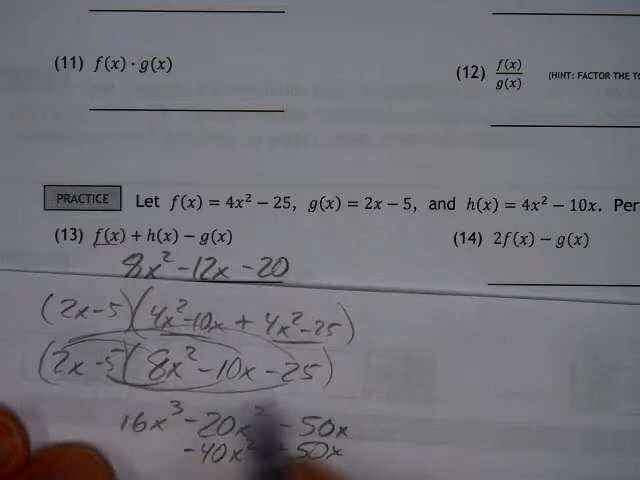 (11) f(x) · g(x)
(12) f(x)/g(x) (HINT: FACTOR THE
PRACTICE Let f(x) = 4x² − 25, g(x) = 2x − 5, and h(x) = 4x² − 10x. Per
(13) f(x) + h(x) − g(x)
(14) 2f(x) − g(x)
8x² −12x −20
(2x−5)(4x²−10x + 4x²−25)
(2x −5)(8x² −10x −25)
16x³ −20x² −50x
−40x² −50x